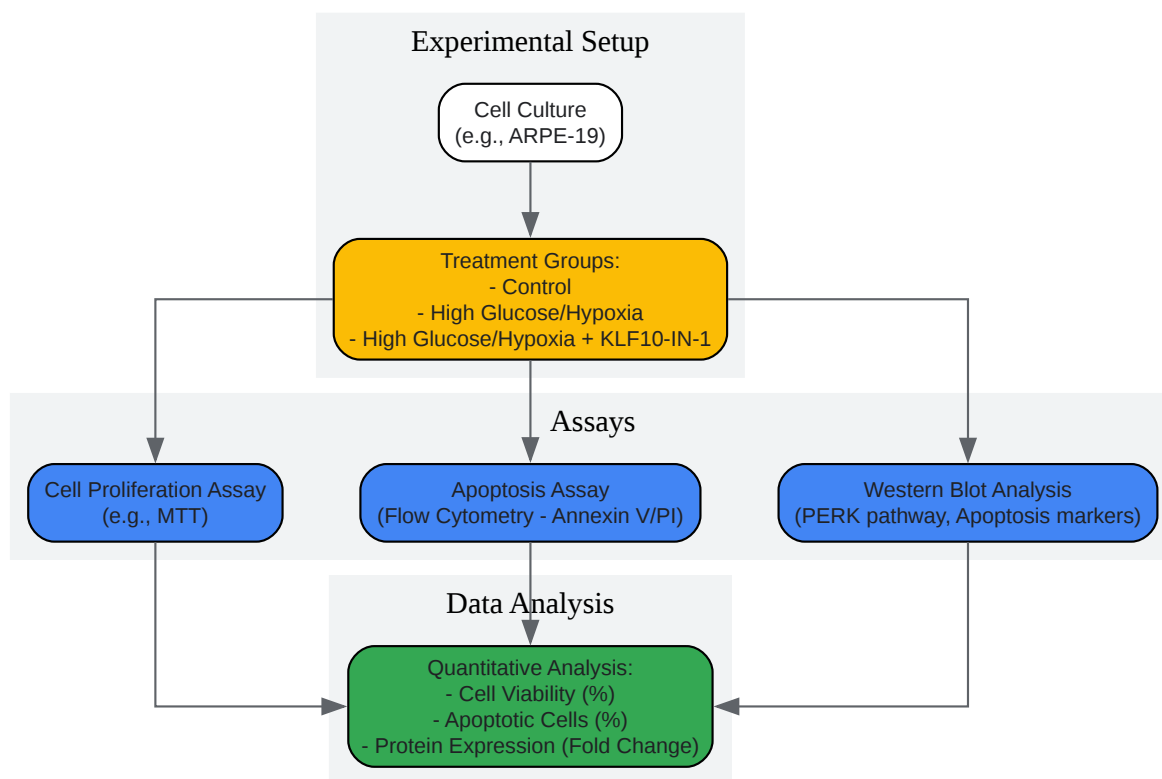 Experimental Setup
Cell Culture
(e.g., ARPE-19)
Treatment Groups:
- Control
- High Glucose/Hypoxia
- High Glucose/Hypoxia + KLF10-IN-1
Assays
Cell Proliferation Assay
(e.g., MTT)
Apoptosis Assay
(Flow Cytometry - Annexin V/PI)
Western Blot Analysis
(PERK pathway, Apoptosis markers)
Data Analysis
Quantitative Analysis:
- Cell Viability (%)
- Apoptotic Cells (%)
- Protein Expression (Fold Change)